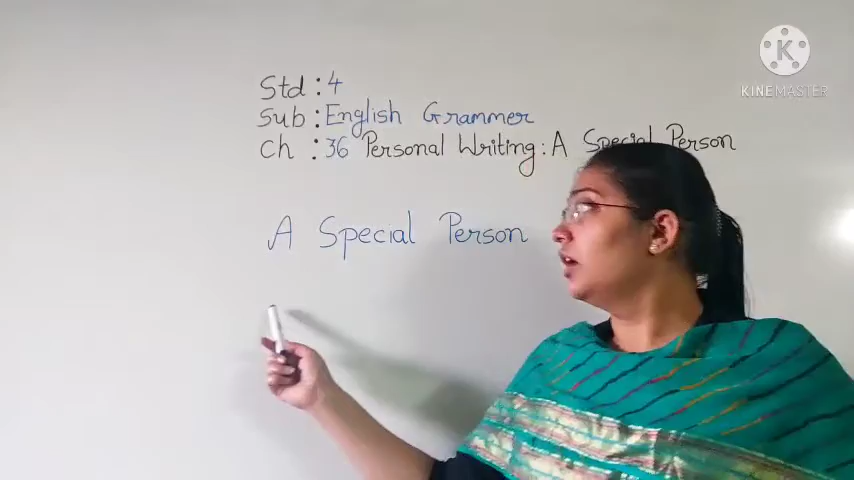 Std : 4
Sub : English Grammer
Ch : 36 Personal Writing : A Special Person
A Special Person
K
KINEMASTER